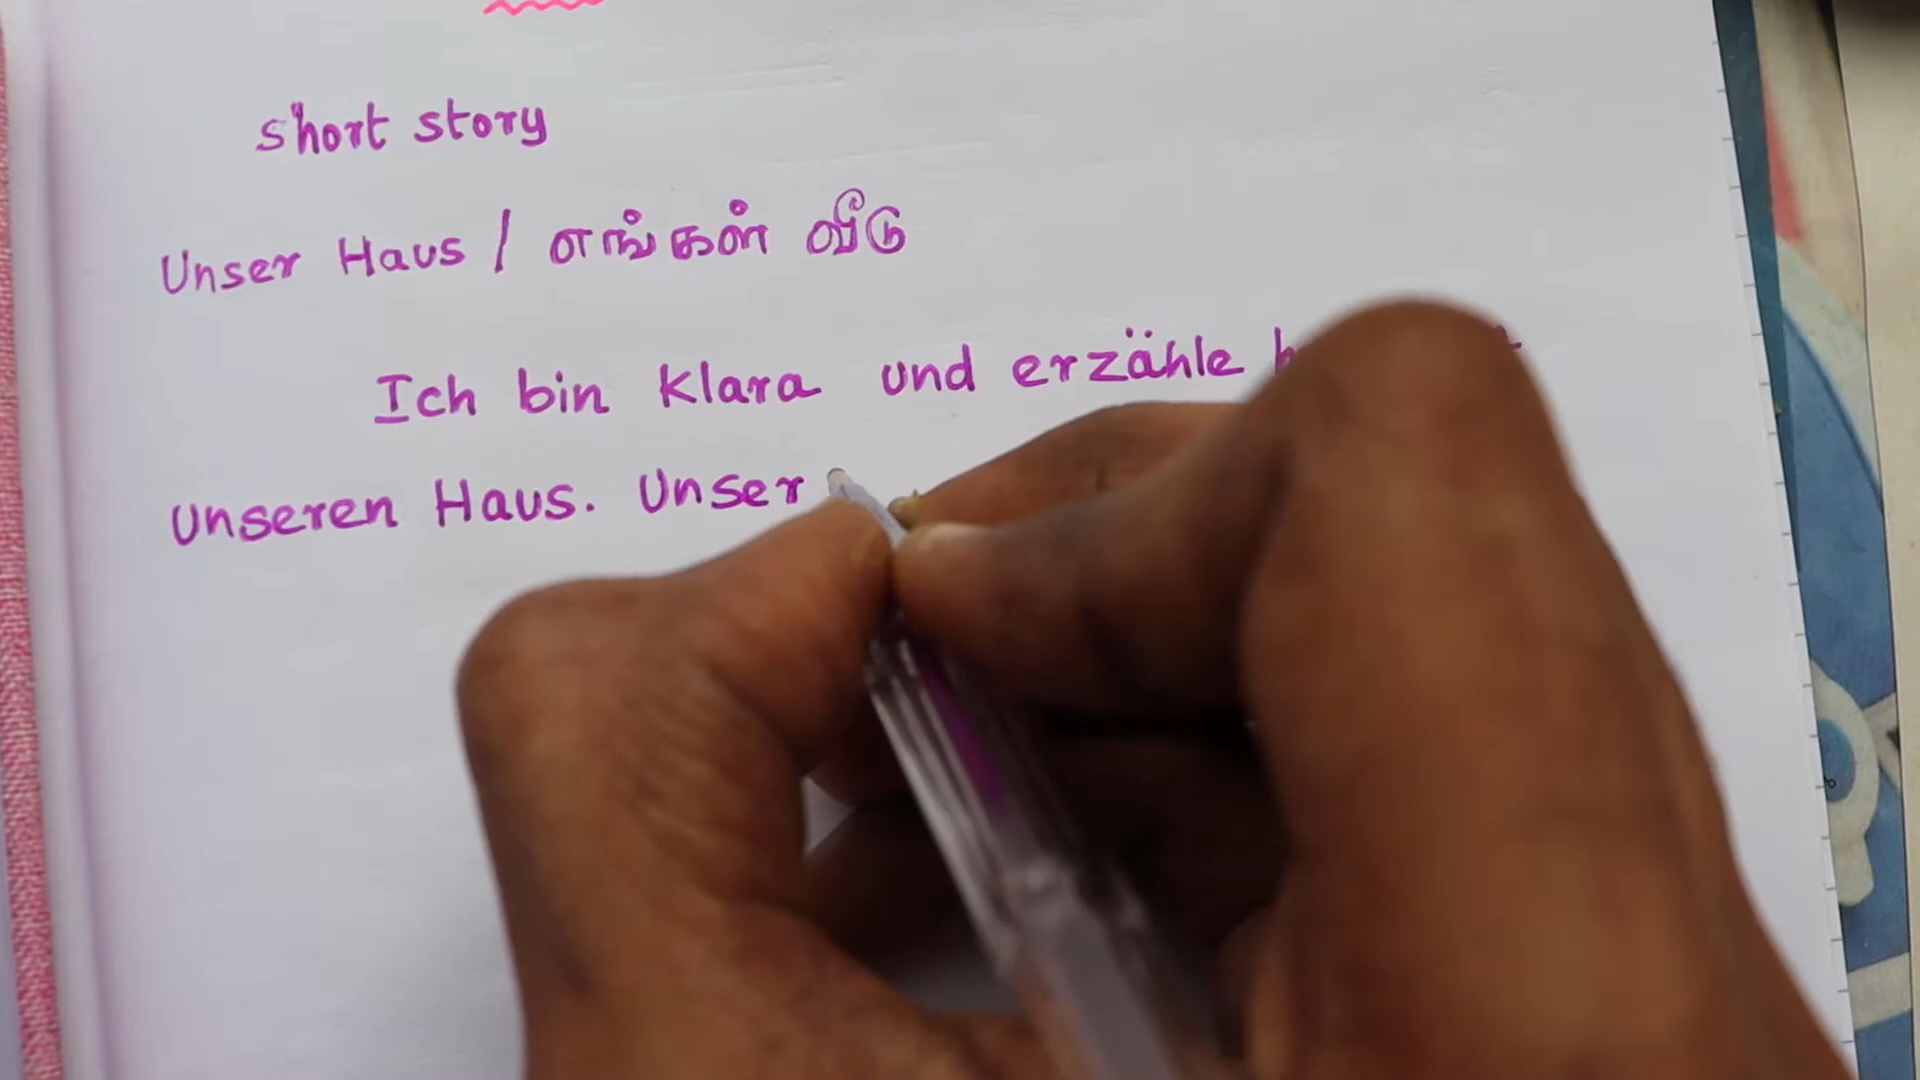 short story
Unser Haus / எங்கள் வீடு
Ich bin Klara und erzähle
unseren Haus. Unser